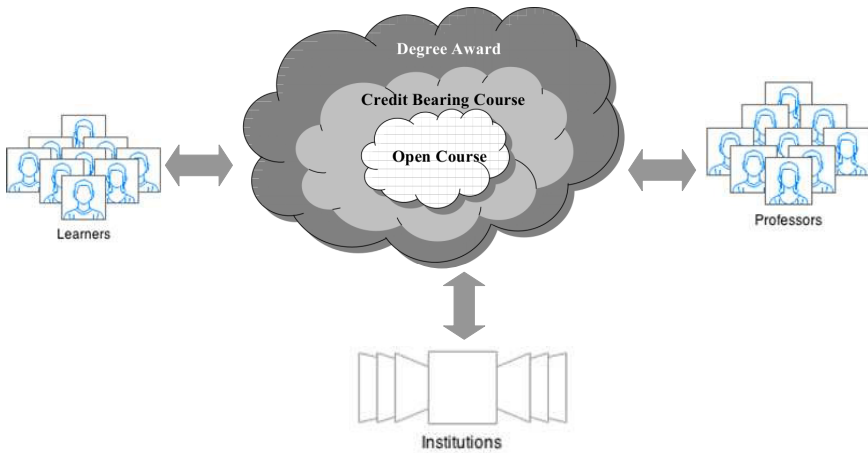 Degree Award
Credit Bearing Course
Open Course
Learners
Professors
Institutions